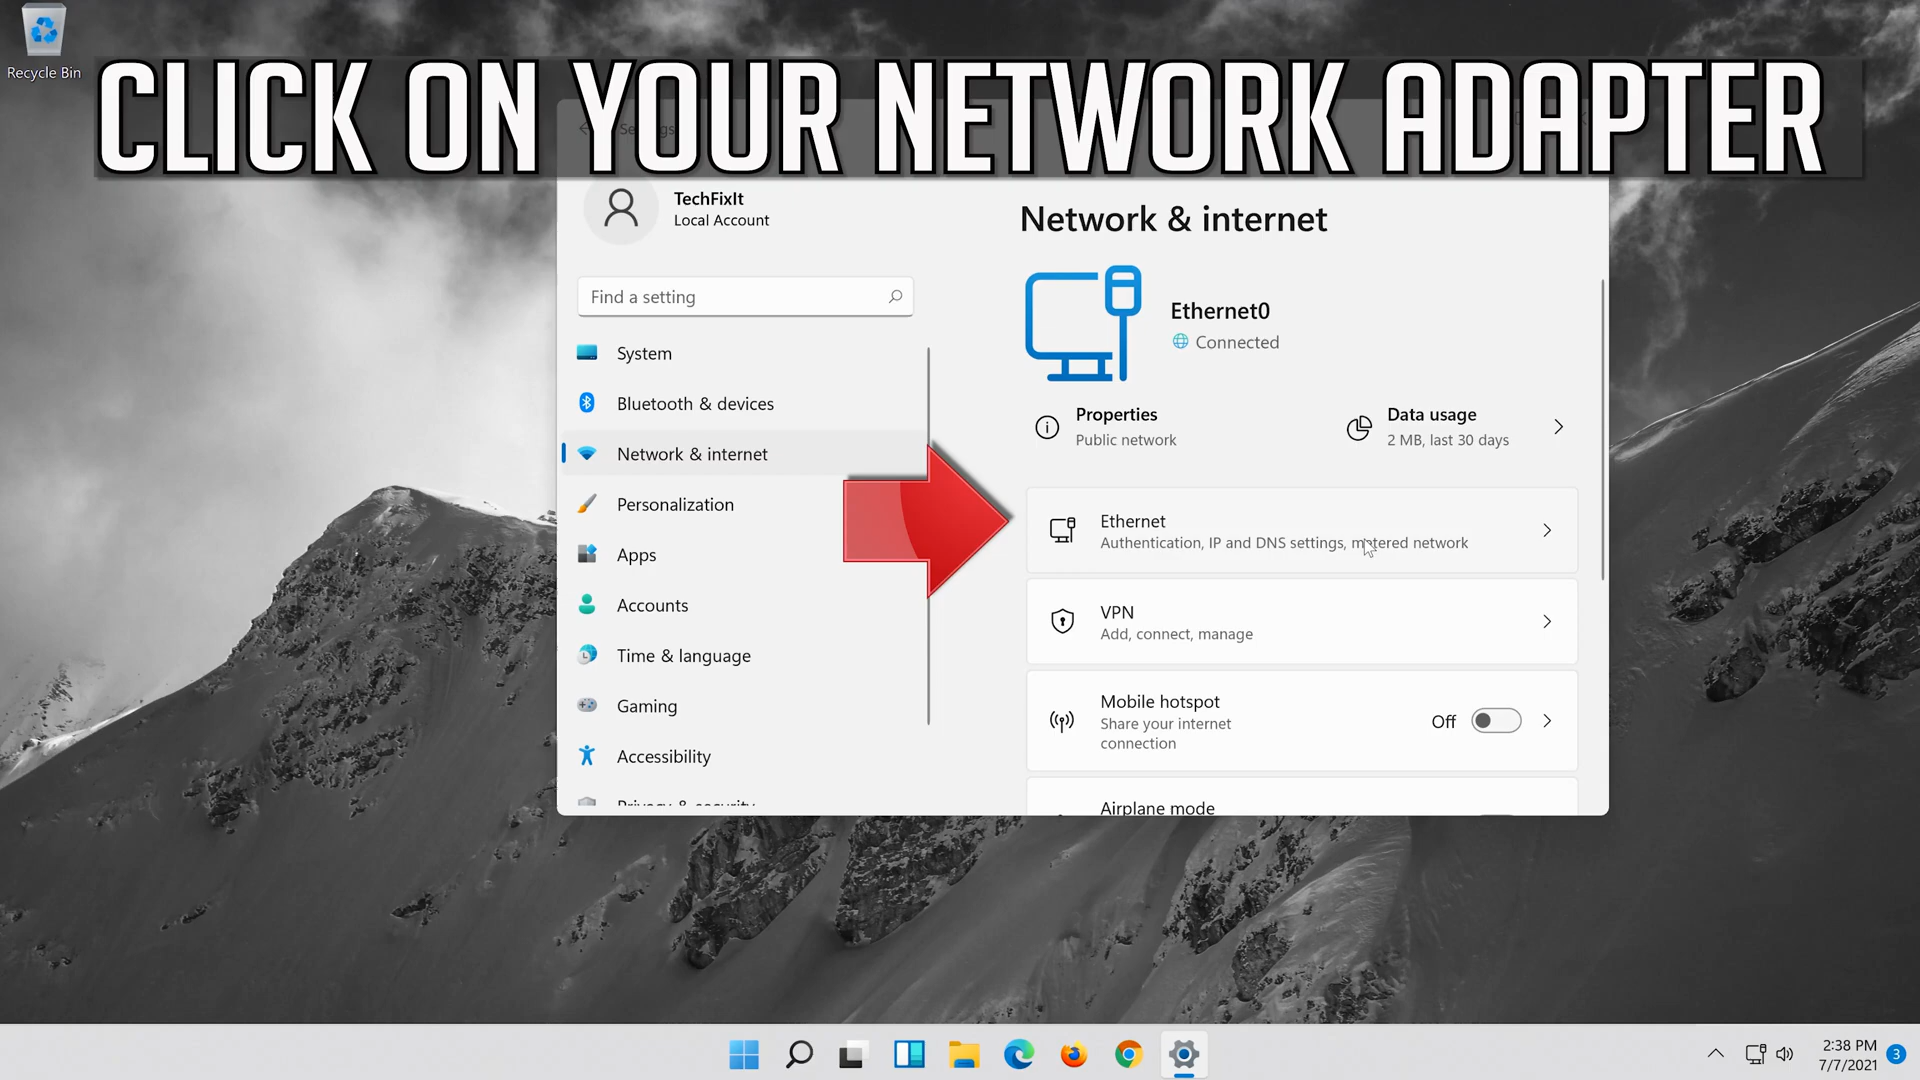 Recycle Bin
CLICK ON YOUR NETWORK ADAPTER
Settings
TechFixIt
Local Account
Find a setting
System
Bluetooth & devices
Network & internet
Personalization
Apps
Accounts
Time & language
Gaming
Accessibility
Privacy & security
Network & internet
Ethernet0
Connected
Properties
Public network
Data usage
2 MB, last 30 days
Ethernet
Authentication, IP and DNS settings, metered network
VPN
Add, connect, manage
Mobile hotspot
Share your internet
connection
Off
Airplane mode
2:38 PM
7/7/2021
3